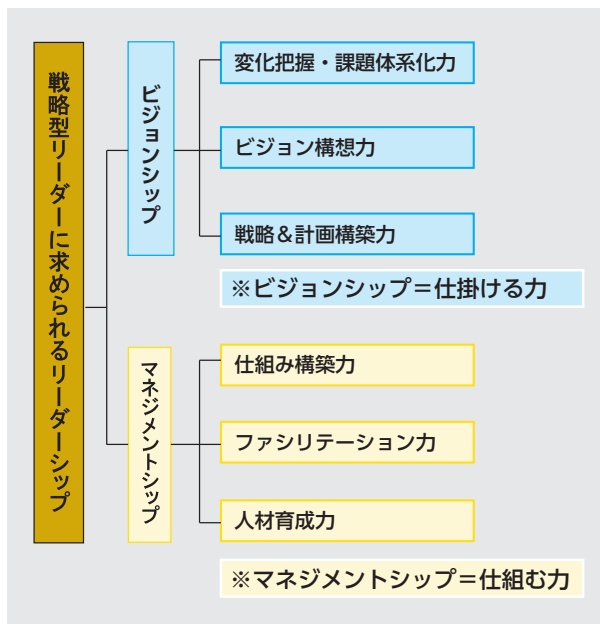 戦略型リーダーに求められるリーダーシップ
ビジョンシップ
変化把握・課題体系化力
ビジョン構想力
戦略＆計画構築力
※ビジョンシップ＝仕掛ける力
マネジメントシップ
仕組み構築力
ファシリテーション力
人材育成力
※マネジメントシップ＝仕組む力